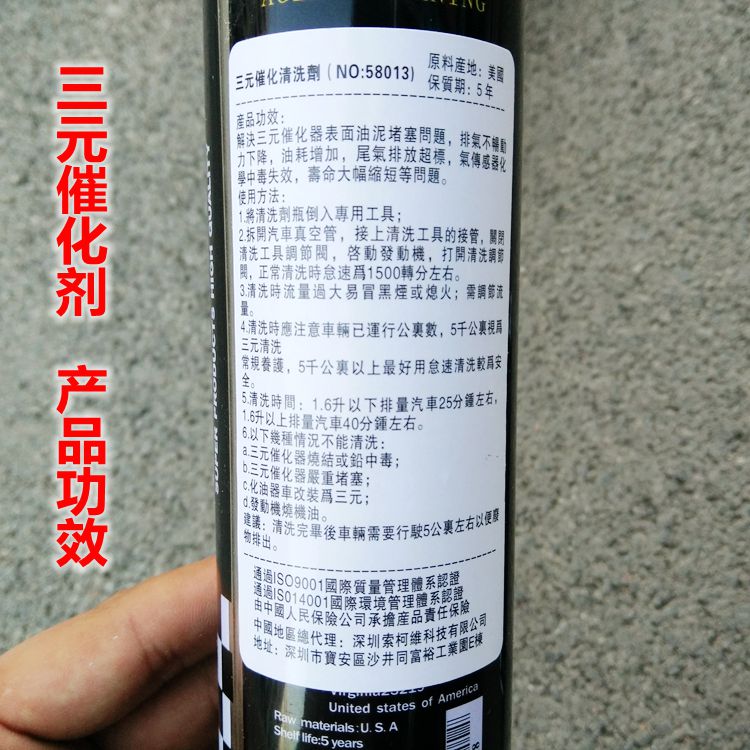 三元催化剂 产品功效
三元催化清洗劑(NO:58013)
原料産地:美國
保質期:5年
産品功效:
解決三元催化器表面油泥堵塞問題,排氣不暢動
力下降,油耗增加,尾氣排放超標,氧傳感器化
學中毒失效,壽命大幅縮短等問題。
使用方法:
1.將清洗劑瓶倒入專用工具;
2.拆開汽車真空管,接上清洗工具的接管,關閉
清洗工具調節閥,啓動發動機,打開清洗調節
閥,正常清洗時怠速爲1500轉分左右。
3.清洗時流量過大易冒黑煙或熄火;需調節流
量。
4.清洗時應注意車輛已運行公裏數,5千公裏視爲
三元清洗
常規養護,5千公裏以上最好用怠速清洗較爲安
全。
5.清洗時間:1.6升以下排量汽車25分鍾左右,
1.6升以上排量汽車40分鍾左右。
6.以下幾種情況不能清洗:
a.三元催化器燒結或鉛中毒;
b.三元催化器嚴重堵塞;
c.化油器車改裝爲三元;
d.發動機燒機油。
建議:清洗完畢後車輛需要行駛5公裏左右以便廢
物排出。
通過ISO9001國際質量管理體系認證
通過ISO14001國際環境管理體系認證
由中國人民保險公司承擔産品責任保險
中國地區總代理:深圳索柯維科技有限公司
地址:深圳市寶安區沙井同富裕工業園E棟
United states of America
Raw materials:U.S.A
Shelf life:5 years
SUPER PRODUCTS HIGH QUALITY